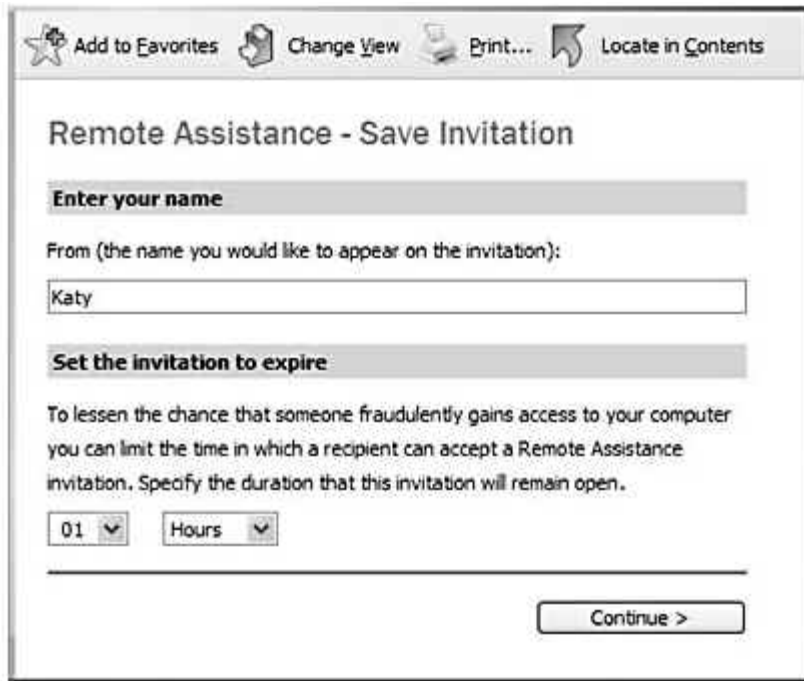 Add to Favorites Change View Print... Locate in Contents
Remote Assistance - Save Invitation
Enter your name
From (the name you would like to appear on the invitation):
Katy
Set the invitation to expire
To lessen the chance that someone fraudulently gains access to your computer
you can limit the time in which a recipient can accept a Remote Assistance
invitation. Specify the duration that this invitation will remain open.
01 Hours
Continue >